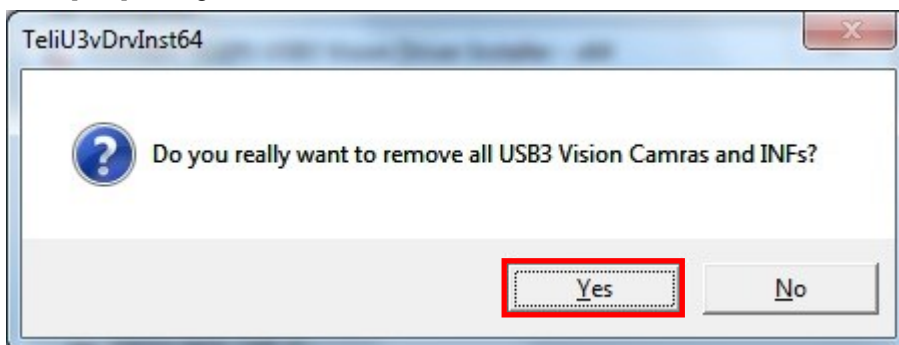 TeliU3vDrvInst64
Do you really want to remove all USB3 Vision Camras and INFs?
Yes
No